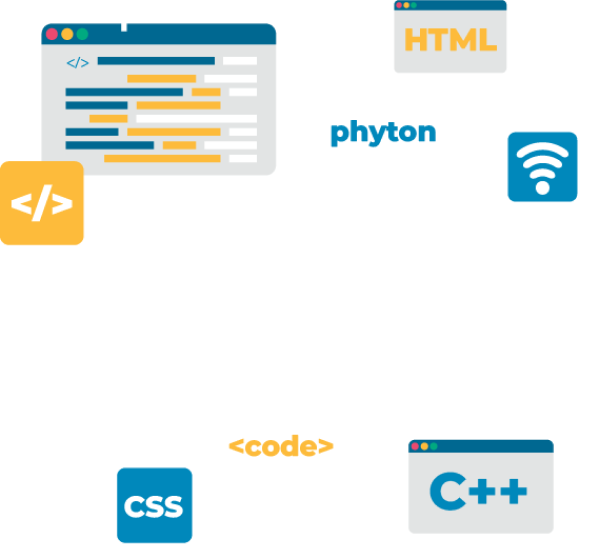 HTML
</>
phyton
</>
<code>
C++
CSS